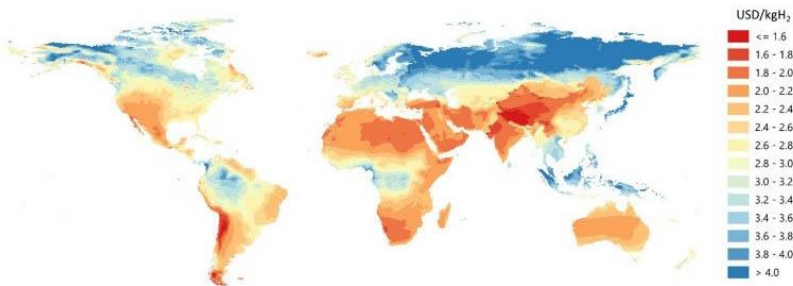 USD/kgH₂
<= 1.6
1.6 - 1.8
1.8 - 2.0
2.0 - 2.2
2.2 - 2.4
2.4 - 2.6
2.6 - 2.8
2.8 - 3.0
3.0 - 3.2
3.2 - 3.4
3.4 - 3.6
3.6 - 3.8
3.8 - 4.0
> 4.0